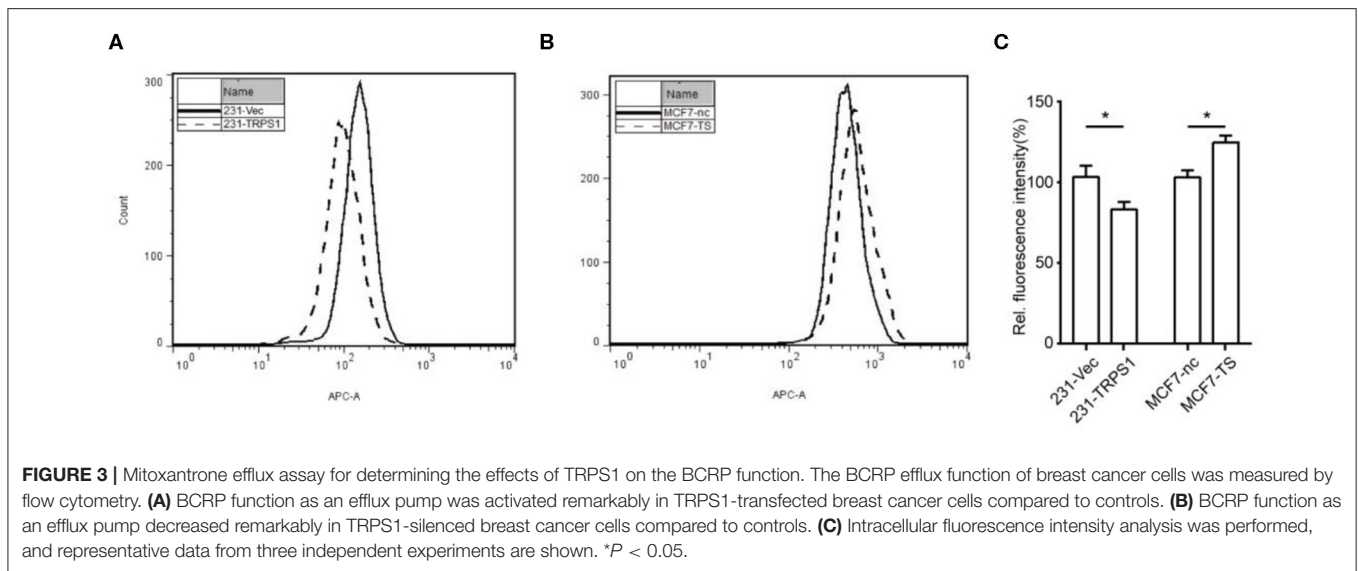 A
B
C
Name
231-Vec
231-TRPS1
300
200
100
0
Count
10^0
10^1
10^2
10^3
10^4
APC-A
Name
MCF7-nc
MCF7-TS
300
200
100
0
10^0
10^1
10^2
10^3
10^4
APC-A
150
100
50
0
Rel. fluorescence intensity(%)
*
*
231-Vec
231-TRPS1
MCF7-nc
MCF7-TS
FIGURE 3 | Mitoxantrone efflux assay for determining the effects of TRPS1 on the BCRP function. The BCRP efflux function of breast cancer cells was measured by
flow cytometry. (A) BCRP function as an efflux pump was activated remarkably in TRPS1-transfected breast cancer cells compared to controls. (B) BCRP function as
an efflux pump decreased remarkably in TRPS1-silenced breast cancer cells compared to controls. (C) Intracellular fluorescence intensity analysis was performed,
and representative data from three independent experiments are shown. *P < 0.05.